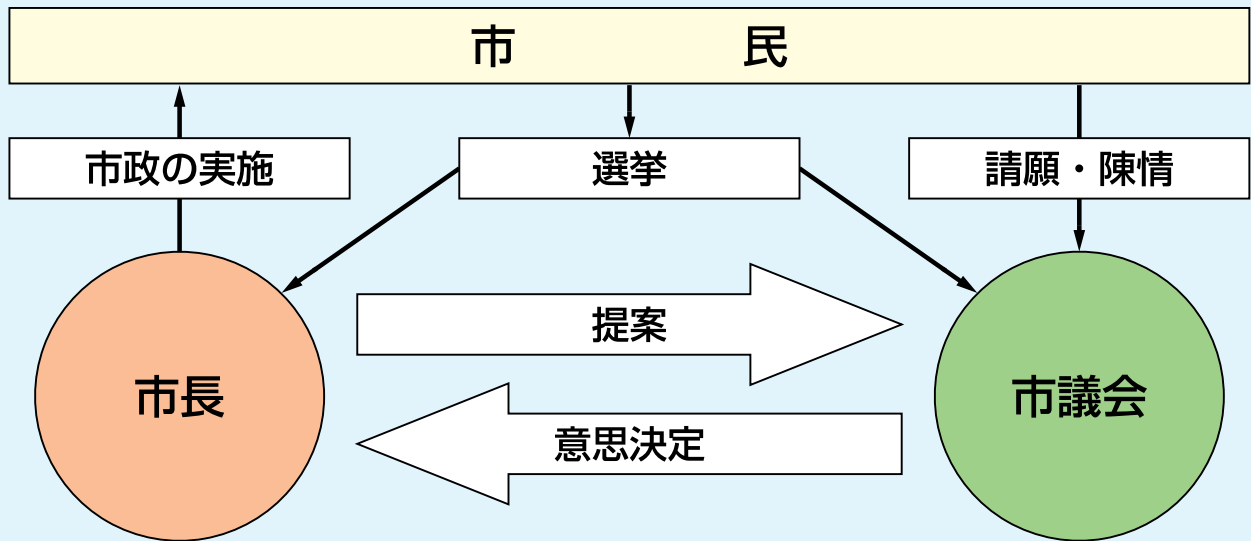 市　民
市政の実施
選挙
請願・陳情
提案
市長
市議会
意思決定